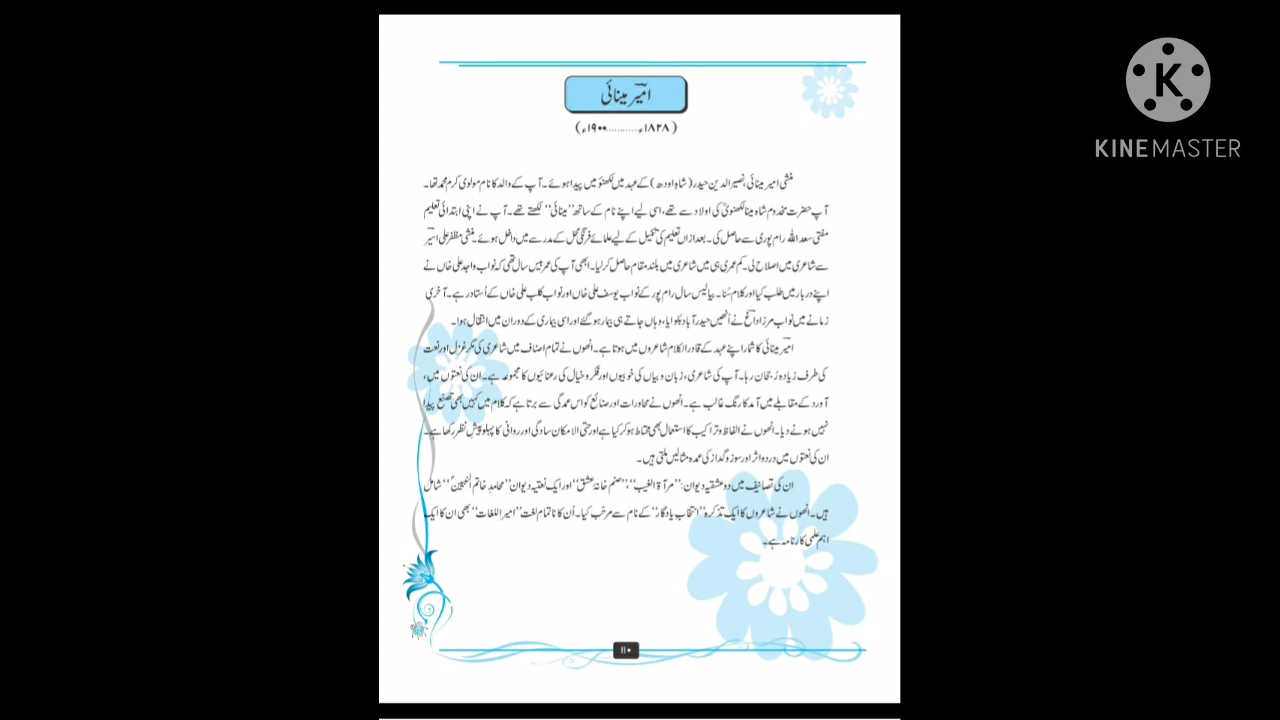 امیر مینائی
(۱۸۲۸ء...........۱۹۰۰ء)
منشی امیر مینائی، نصیر الدین حیدر (شاہِ اودھ) کے عہد میں لکھنؤ میں پیدا ہوئے۔ آپ کے والد کا نام مولوی کرم محمد تھا۔
آپ حضرت مخدوم شاہ مینا لکھنویؒ کی اولاد سے تھے، اسی لیے اپنے نام کے ساتھ ”مینائی“ لکھتے تھے۔ آپ نے اپنی ابتدائی تعلیم
مفتی سعد اللہ رام پوری سے حاصل کی۔ بعد ازاں تعلیم کی تکمیل کے لیے علمائے فرنگی محل کے مدرسے میں داخل ہوئے۔ منشی مظفر علی اسیر
سے شاعری میں اصلاح لی۔ کم عمری ہی میں شاعری میں بلند مقام حاصل کر لیا۔ ابھی آپ کی عمر بیس سال تھی کہ نواب واجد علی خاں نے
اپنے دربار میں طلب کیا اور کلام سُنا۔ بیالیس سال رام پور کے نواب یوسف علی خاں اور نواب کلب علی خاں کے اُستاد رہے۔ آخری
زمانے میں نواب مرزا داغ نے اُنھیں حیدر آباد بُلوایا، وہاں جاتے ہی بیمار ہو گئے اور اسی بیماری کے دوران میں انتقال ہوا۔
امیر مینائی کا شمار اپنے عہد کے قادر الکلام شاعروں میں ہوتا ہے۔ انھوں نے تمام اصناف میں شاعری کی مگر غزل اور نعت
کی طرف زیادہ رُجحان رہا۔ آپ کی شاعری، زبان و بیاں کی خوبیوں اور فکر و خیال کی رعنائیوں کا مجموعہ ہے۔ ان کی نعتوں میں،
آورد کے مقابلے میں آمد کا رنگ غالب ہے۔ انھوں نے محاورات اور صنائع کو اس عمدگی سے برتا ہے کہ کلام میں کہیں بھی تصنع پیدا
نہیں ہونے دیا۔ انھوں نے الفاظ و تراکیب کا استعمال بھی محتاط ہو کر کیا ہے اور حتی الامکان سادگی اور روانی کا پہلو پیشِ نظر رکھا ہے۔
ان کی نعتوں میں درد و اثر اور سوز و گداز کی عمدہ مثالیں ملتی ہیں۔
ان کی تصانیف میں دو عشقیہ دیوان: ”مرآۃ الغیب“، ”صنم خانۂ عشق“ اور ایک نعتیہ دیوان ”محامدِ خاتم النبیینؐ“ شامل
ہیں۔ انھوں نے شاعروں کا ایک تذکرہ ”انتخابِ یادگار“ کے نام سے مرتّب کیا۔ اُن کا ناتمام لغت ”امیر اللغات“ بھی ان کا ایک
اہم علمی کارنامہ ہے۔
۱۱۰
K
KINEMASTER